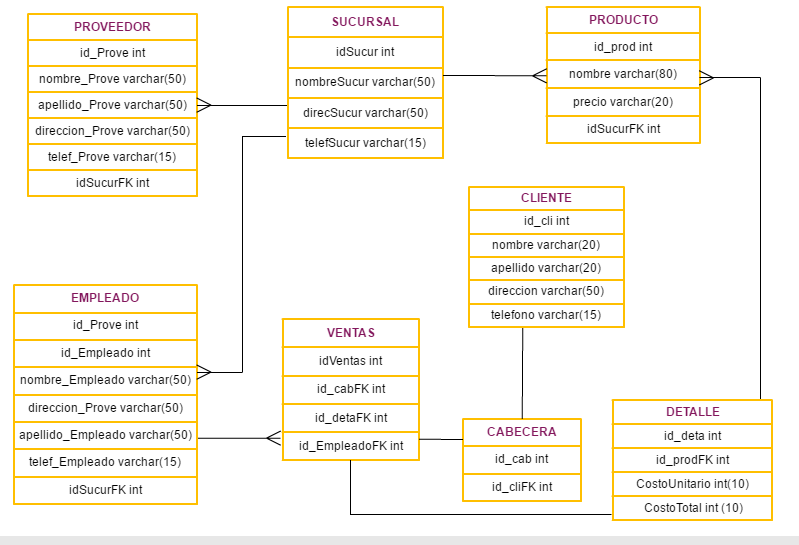 PROVEEDOR
id_Prove int
nombre_Prove varchar(50)
apellido_Prove varchar(50)
direccion_Prove varchar(50)
telef_Prove varchar(15)
idSucurFK int
SUCURSAL
idSucur int
nombreSucur varchar(50)
direcSucur varchar(50)
telefSucur varchar(15)
PRODUCTO
id_prod int
nombre varchar(80)
precio varchar(20)
idSucurFK int
CLIENTE
id_cli int
nombre varchar(20)
apellido varchar(20)
direccion varchar(50)
telefono varchar(15)
EMPLEADO
id_Prove int
id_Empleado int
nombre_Empleado varchar(50)
direccion_Prove varchar(50)
apellido_Empleado varchar(50)
telef_Empleado varchar(15)
idSucurFK int
VENTAS
idVentas int
id_cabFK int
id_detaFK int
id_EmpleadoFK int
CABECERA
id_cab int
id_cliFK int
DETALLE
id_deta int
id_prodFK int
CostoUnitario int(10)
CostoTotal int (10)